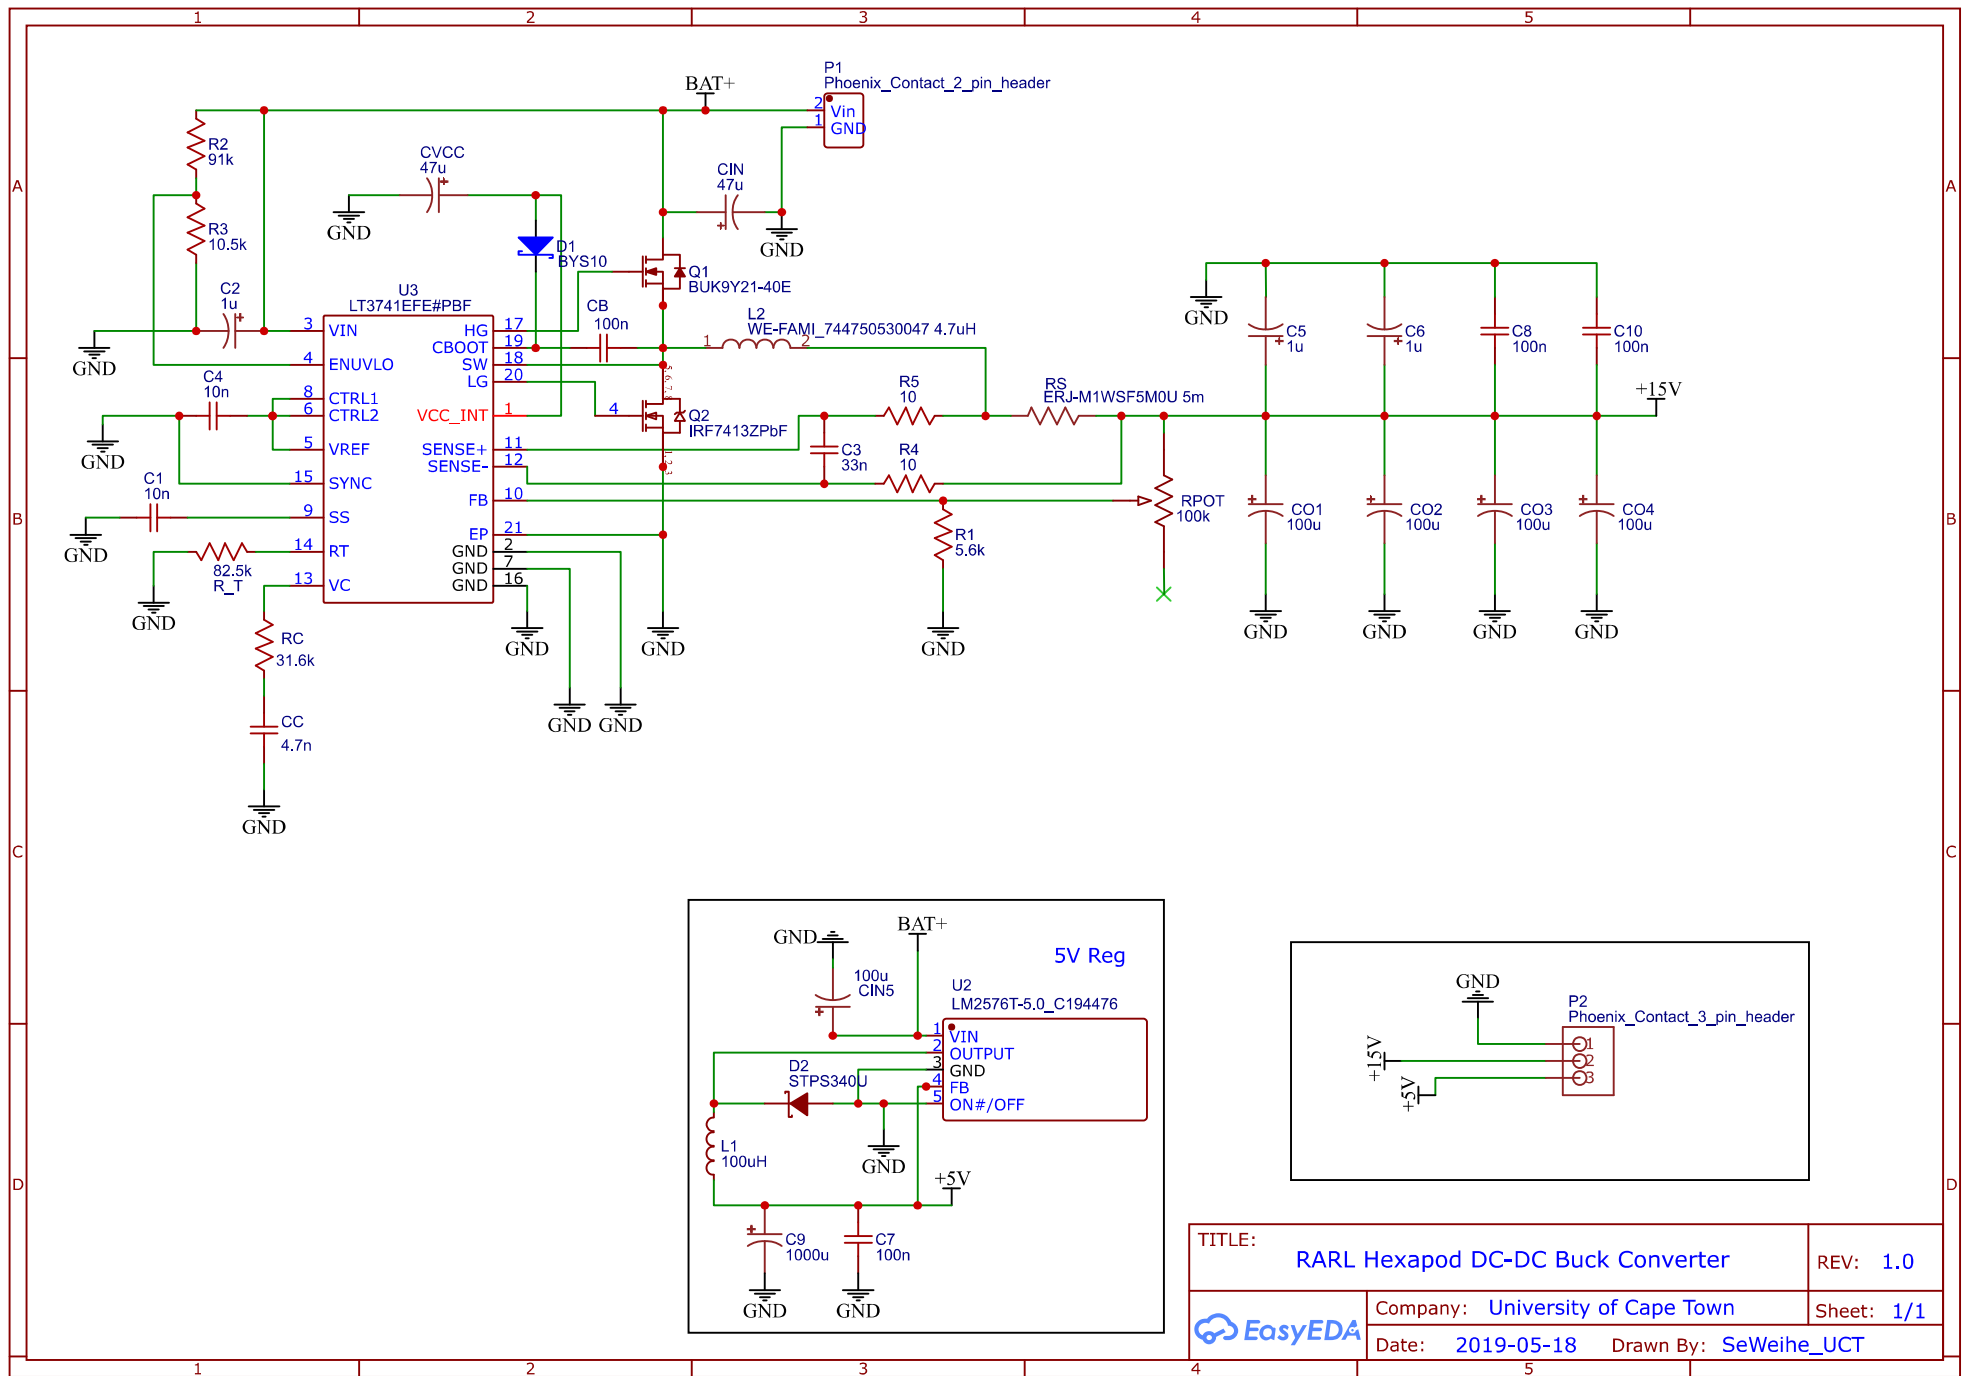 1 2 3 4 5
A
B
C
D
A
B
C
D
1 2 3 4 5
BAT+
P1
Phoenix_Contact_2_pin_header
2 Vin
1 GND
R2
91k
R3
10.5k
CVCC
47u
GND
CIN
47u
GND
D1
BYS10
Q1
BUK9Y21-40E
C2
1u
GND
U3
LT3741EFE#PBF
3 VIN
4 ENUVLO
8 CTRL1
6 CTRL2
5 VREF
15 SYNC
9 SS
14 RT
13 VC
HG 17
CBOOT 19
SW 18
LG 20
VCC_INT 1
SENSE+ 11
SENSE- 12
FB 10
EP 21
GND 2
GND 7
GND 16
CB
100n
L2
WE-FAMI_744750530047 4.7uH
1 2
4
Q2
IRF7413ZPbF
C4
10n
GND
C1
10n
GND
82.5k
R_T
GND
RC
31.6k
CC
4.7n
GND
GND
GND
GND
GND
R5
10
C3
33n
R4
10
RS
ERJ-M1WSF5M0U 5m
R1
5.6k
GND
RPOT
100k
GND
C5
1u
C6
1u
C8
100n
C10
100n
+15V
CO1
100u
CO2
100u
CO3
100u
CO4
100u
GND
GND
GND
GND
5V Reg
GND
BAT+
100u
CIN5
U2
LM2576T-5.0_C194476
1 VIN
2 OUTPUT
3 GND
4 FB
5 ON#/OFF
D2
STPS340U
GND
L1
100uH
+5V
C9
1000u
C7
100n
GND
GND
GND
+15V
+5V
P2
Phoenix_Contact_3_pin_header
1
2
3
TITLE:
RARL Hexapod DC-DC Buck Converter
REV: 1.0
EasyEDA
Company: University of Cape Town
Sheet: 1/1
Date: 2019-05-18
Drawn By: SeWeihe_UCT